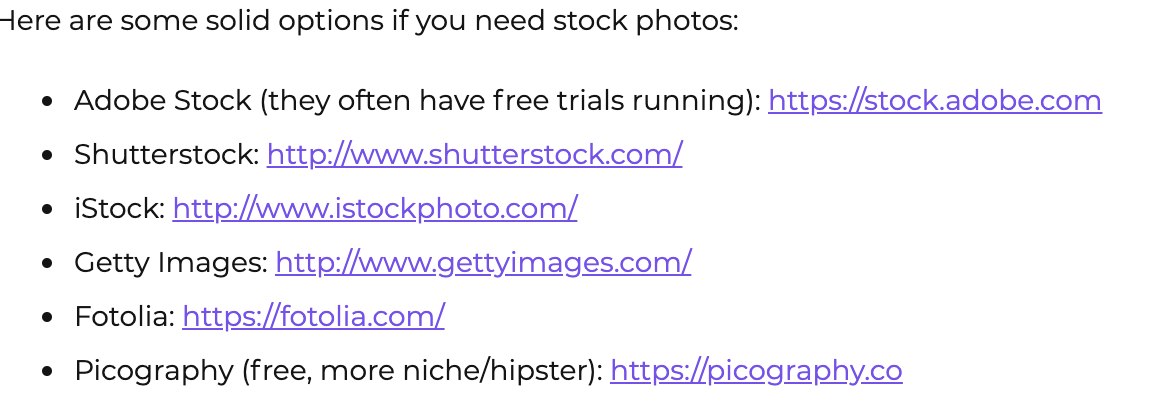 Here are some solid options if you need stock photos:
• Adobe Stock (they often have free trials running): https://stock.adobe.com
• Shutterstock: http://www.shutterstock.com/
• iStock: http://www.istockphoto.com/
• Getty Images: http://www.gettyimages.com/
• Fotolia: https://fotolia.com/
• Picography (free, more niche/hipster): https://picography.co